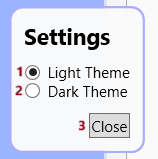 Settings
1 Light Theme
2 Dark Theme
3 Close